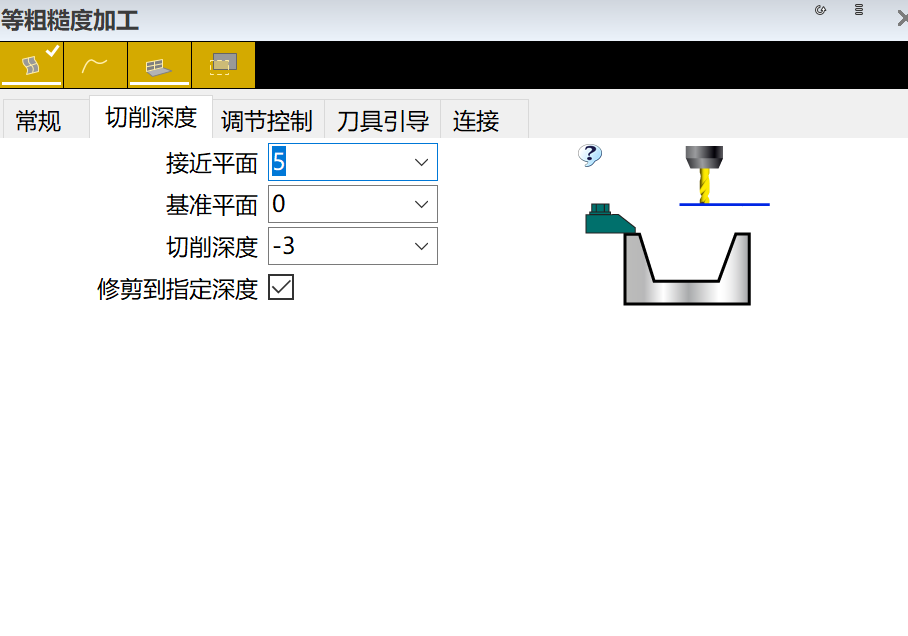 等粗糙度加工
常规 切削深度 调节控制 刀具引导 连接
接近平面 5
基准平面 0
切削深度 -3
修剪到指定深度
?